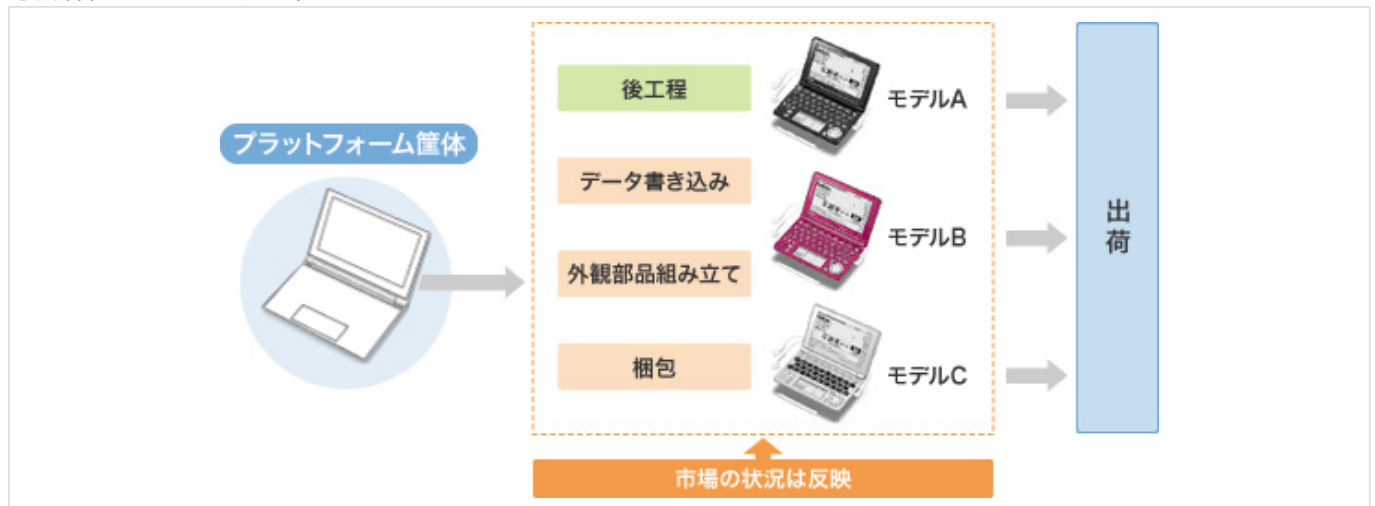 プラットフォーム筐体
後工程
データ書き込み
外観部品組み立て
梱包
モデルA
モデルB
モデルC
出荷
市場の状況は反映